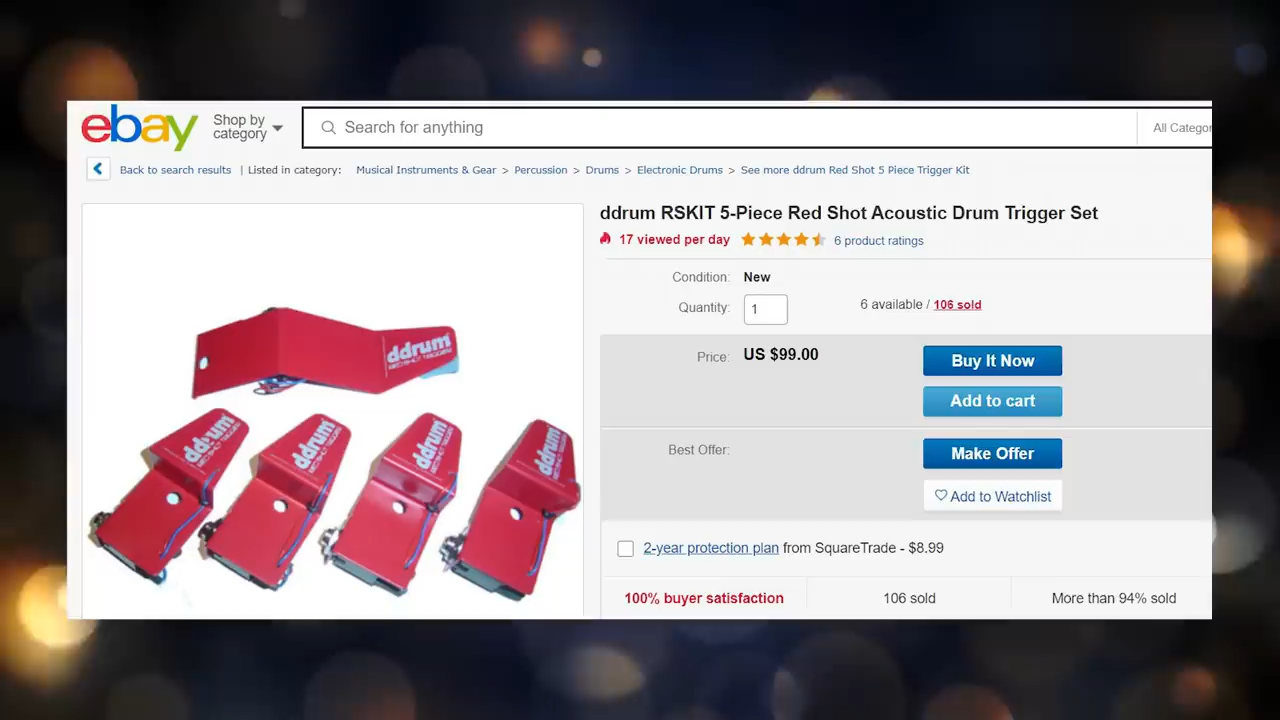 ebay
Shop by
category
Search for anything
All Categor
Back to search results | Listed in category: Musical Instruments & Gear > Percussion > Drums > Electronic Drums > See more ddrum Red Shot 5 Piece Trigger Kit
ddrum RSKIT 5-Piece Red Shot Acoustic Drum Trigger Set
17 viewed per day 6 product ratings
Condition: New
Quantity: 1 6 available / 106 sold
Price: US $99.00 Buy It Now
Add to cart
Best Offer: Make Offer
Add to Watchlist
2-year protection plan from SquareTrade - $8.99
100% buyer satisfaction 106 sold More than 94% sold
ddrum
RED SHOT TRIGGER
ddrum
ddrum
ddrum
ddrum